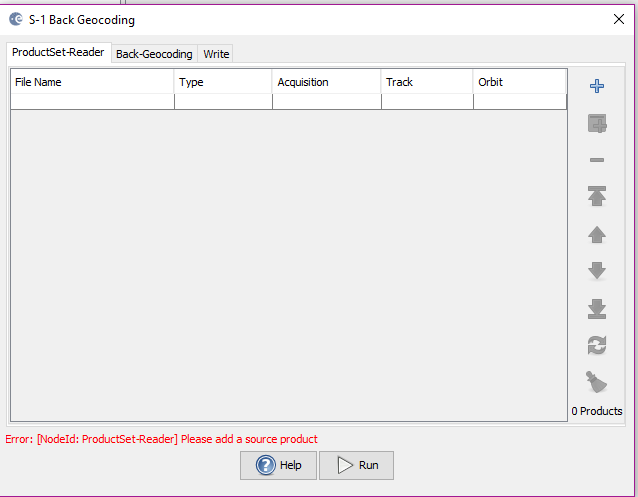 S-1 Back Geocoding
ProductSet-Reader Back-Geocoding Write
File Name Type Acquisition Track Orbit
0 Products
Error: [NodeId: ProductSet-Reader] Please add a source product
Help Run